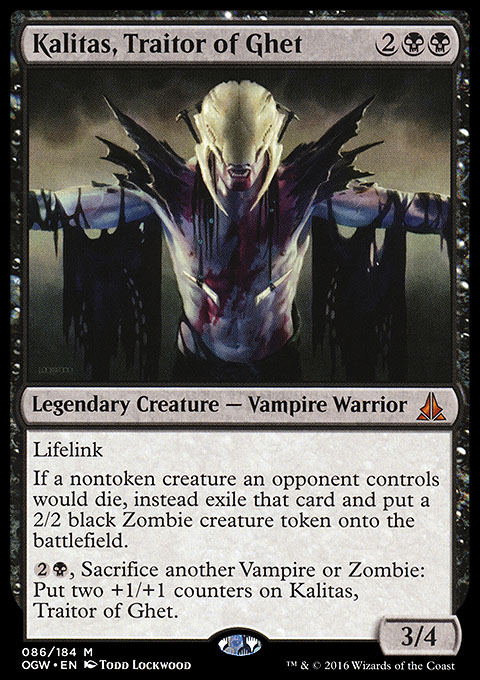 Kalitas, Traitor of Ghet 2
Legendary Creature — Vampire Warrior
Lifelink
If a nontoken creature an opponent controls
would die, instead exile that card and put a
2/2 black Zombie creature token onto the
battlefield.
2, Sacrifice another Vampire or Zombie:
Put two +1/+1 counters on Kalitas,
Traitor of Ghet.
3/4
086/184 M
OGW • EN Todd Lockwood
™ & © 2016 Wizards of the Coast